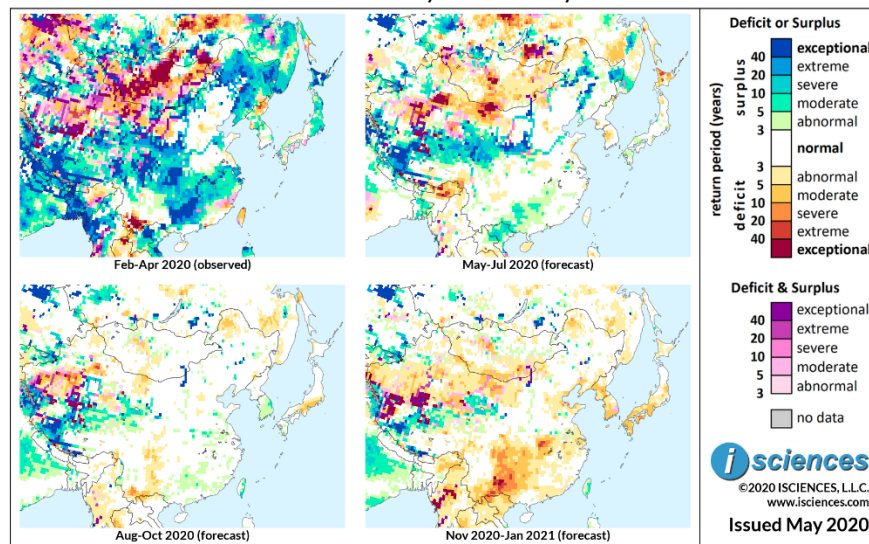 Feb-Apr 2020 (observed)
May-Jul 2020 (forecast)
Aug-Oct 2020 (forecast)
Nov 2020-Jan 2021 (forecast)
Deficit or Surplus
return period (years)
surplus
deficit
exceptional
40
extreme
20
severe
10
moderate
5
abnormal
3
normal
3
abnormal
5
moderate
10
severe
20
extreme
40
exceptional
Deficit & Surplus
exceptional
40
extreme
20
severe
10
moderate
5
abnormal
3
no data
i sciences
©2020 ISCIENCES, L.L.C.
www.isciences.com
Issued May 2020